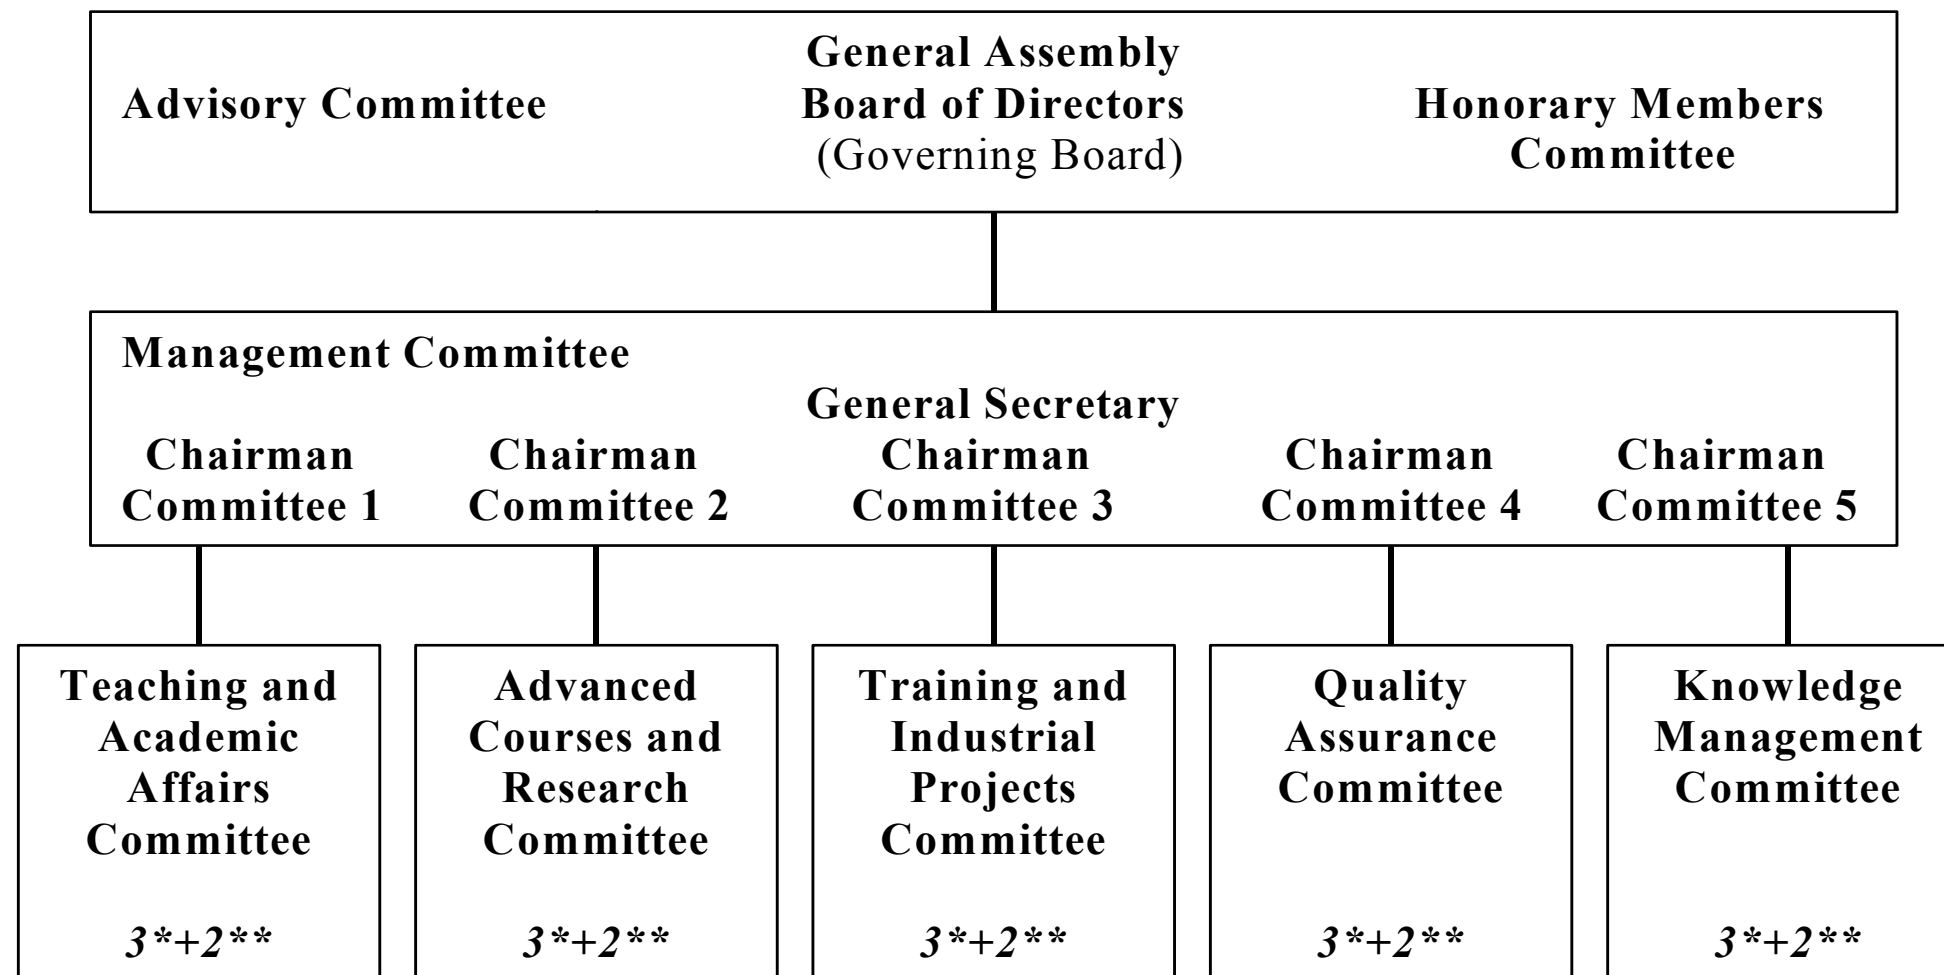 General Assembly
Advisory Committee Board of Directors Honorary Members
(Governing Board) Committee
Management Committee
General Secretary
Chairman Chairman Chairman Chairman Chairman
Committee 1 Committee 2 Committee 3 Committee 4 Committee 5
Teaching and
Academic
Affairs
Committee
3*+2**
Advanced
Courses and
Research
Committee
3*+2**
Training and
Industrial
Projects
Committee
3*+2**
Quality
Assurance
Committee
3*+2**
Knowledge
Management
Committee
3*+2**